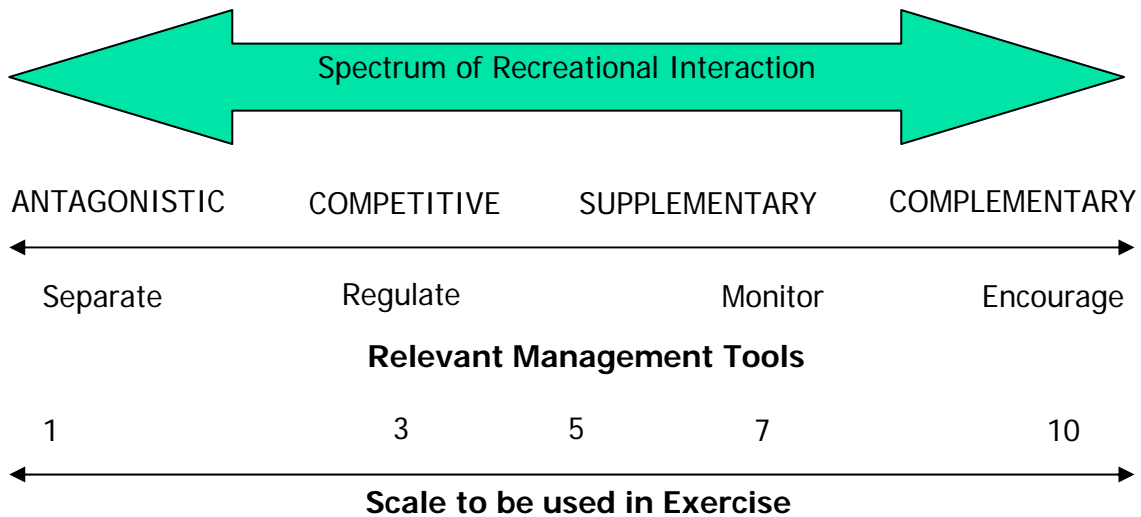 Spectrum of Recreational Interaction
ANTAGONISTIC COMPETITIVE SUPPLEMENTARY COMPLEMENTARY
Separate Regulate Monitor Encourage
Relevant Management Tools
1 3 5 7 10
Scale to be used in Exercise